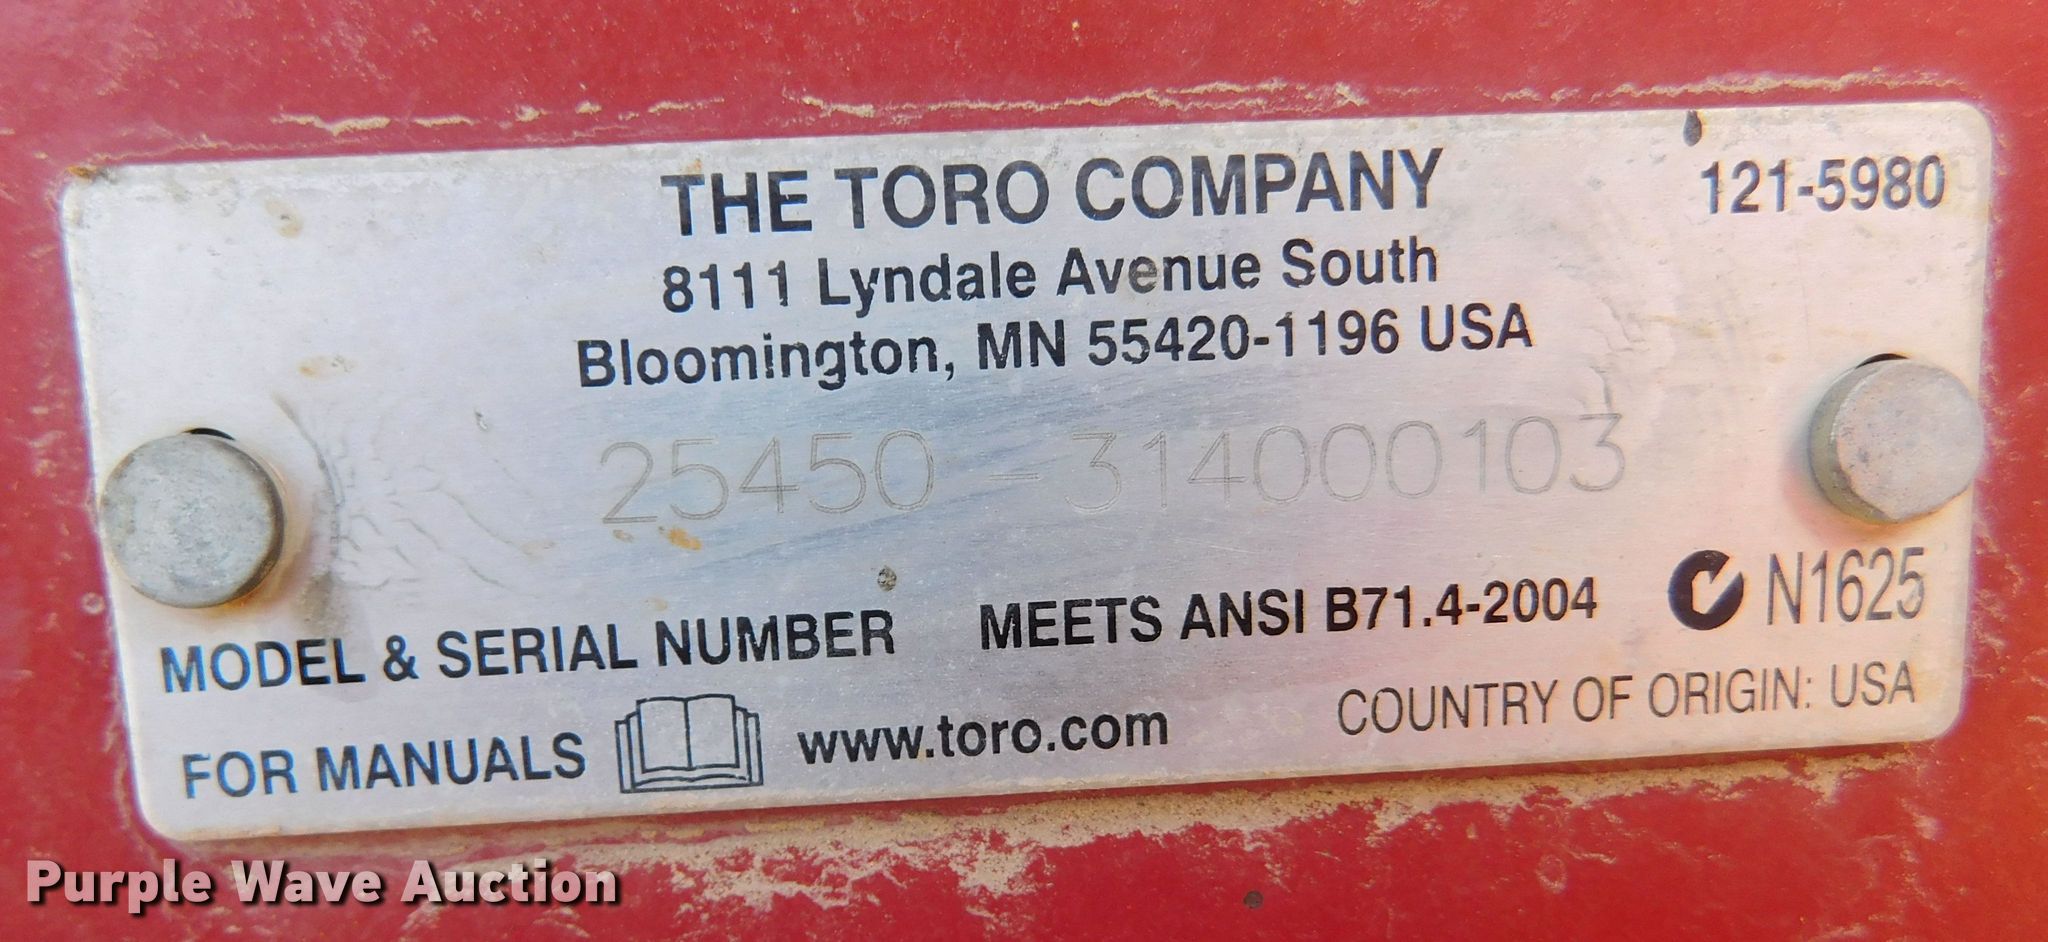 THE TORO COMPANY
121-5980
8111 Lyndale Avenue South
Bloomington, MN 55420-1196 USA
25450 - 314000103
MODEL & SERIAL NUMBER
MEETS ANSI B71.4-2004
N1625
FOR MANUALS
www.toro.com
COUNTRY OF ORIGIN: USA
Purple Wave Auction